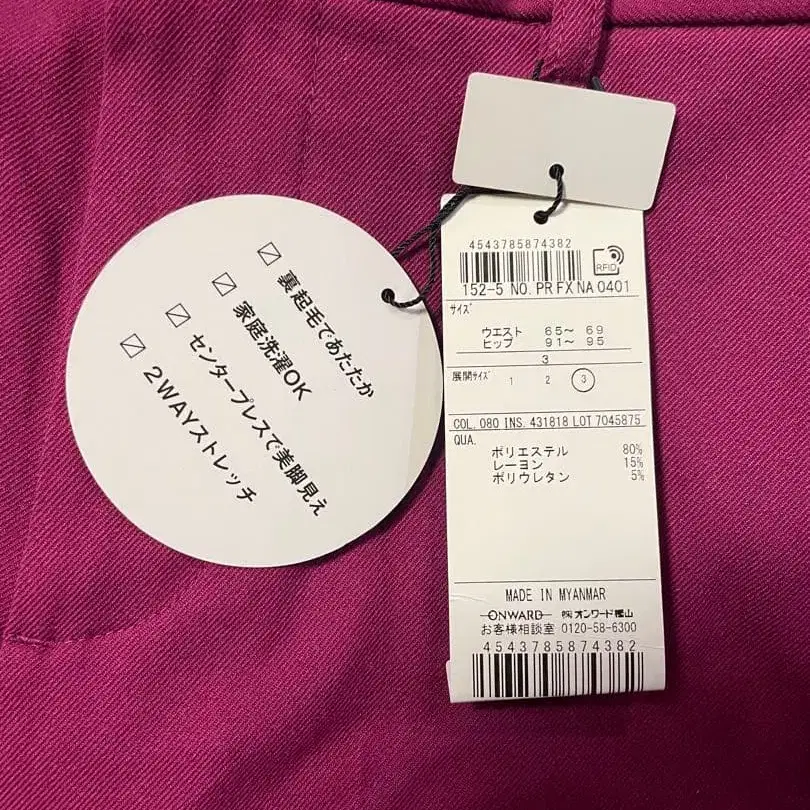 裏起毛であたたか
家庭洗濯OK
センタープレスで美脚見え
2WAYストレッチ
4543785874382
RFID
152-5 NO. PRFXNA0401
サイズ
ウエスト 65～ 69
ヒップ 91～ 95
3
展開サイズ 1 2 3
COL. 080 INS. 431818 LOT 7045875
QUA.
ポリエステル 80%
レーヨン 15%
ポリウレタン 5%
MADE IN MYANMAR
ONWARD ㈱オンワード樫山
お客様相談室 0120-58-6300
4543785874382